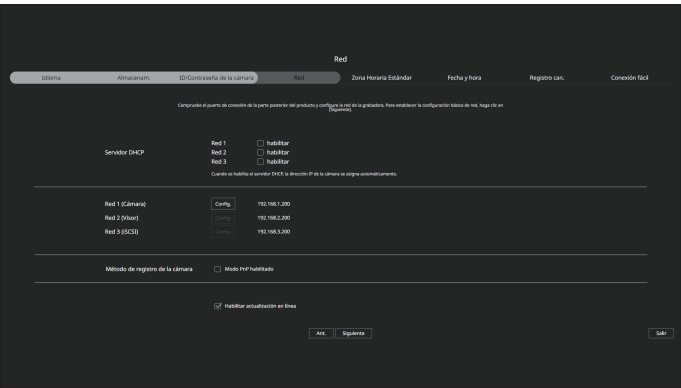 Red
Idioma Almacenam. ID/Contraseña de la cámara Red Zona Horaria Estándar Fecha y hora Registro can. Conexión fácil
Compruebe el puerto de conexión de la parte posterior del producto y configure la red de la grabadora. Para establecer la configuración básica de red, haga clic en
[Siguiente].
Servidor DHCP
Red 1 habilitar
Red 2 habilitar
Red 3 habilitar
Cuando se habilita el servidor DHCP, la dirección IP de la cámara se asigna automáticamente.
Red 1 (Cámara) Config. 192.168.1.200
Red 2 (Visor) Config. 192.168.2.200
Red 3 (iSCSI) Config. 192.168.3.200
Método de registro de la cámara Modo PnP habilitado
Habilitar actualización en línea
Ant. Siguiente Salir